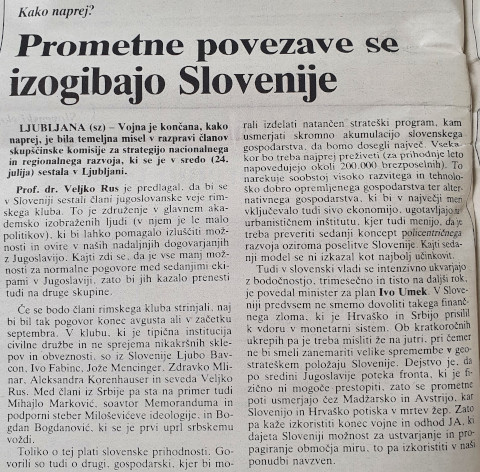 Kako naprej?
Prometne povezave se
izogibajo Slovenije
LJUBLJANA (sz) – Vojna je končana, kako
naprej, je bila temeljna misel v razpravi članov
skupščinske komisije za strategijo nacionalnega
in regionalnega razvoja, ki se je v sredo (24.
julija) sestala v Ljubljani.
Prof. dr. Veljko Rus je predlagal, da bi se
v Sloveniji sestali člani jugoslovanske veje rimskega
kluba. To je združenje v glavnem akademsko
izobraženih ljudi (v njem je le malo
politikov), ki bi lahko pomagalo izluščiti možnosti
in ovire v naših nadaljnjih dogovarjanjih
z Jugoslavijo. Kajti zdi se, da je vse manj možnosti
za normalne pogovore med sedanjimi ekipami
v Jugoslaviji, zato bi jih kazalo prenesti
tudi na druge skupine.
Če se bodo člani rimskega kluba strinjali, naj
bi bil tak pogovor konec avgusta ali v začetku
septembra. V klubu, ki je tipična institucija
civilne družbe in ne sprejema nikakršnih sklepov
in obveznosti, so iz Slovenije Ljubo Bavcon,
Ivo Fabinc, Jože Mencinger, Zdravko Mlinar,
Aleksandra Kornenhauser in seveda Veljko
Rus. Med člani iz Srbije pa sta na primer tudi
Mihajlo Marković, soavtor Memoranduma in
podporni steber Miloševićeve ideologije, in Bogdan
Bogdanović, ki se je prvi uprl srbskemu
voždi.
Toliko o tej plati slovenske prihodnosti. Govorili
so tudi o drugi, gospodarski, kjer bi morali
izdelati natančen strateški program, kam
usmerjati skromno akumulacijo slovenskega
gospodarstva, da bomo dosegli največ. Vsekakor
bo treba najprej preživeti (za prihodnje leto
napovedujejo okoli 200.000 brezposelnih). To
narekuje soobstoj visoko razvitega in tehnološko
dobro opremljenega gospodarstva ter alternativnega
gospodarstva, ki bi v največji meri
vključevalo tudi sivo ekonomijo, ugotavljajo v
urbanističnem inštitutu, kjer tudi menijo, da je
treba preveriti sedanji koncept policentričnega
razvoja oziroma poselitve Slovenije. Kajti sedanji
model se ni izkazal kot najbolj učinkovit.
Tudi v slovenski vladi se intenzivno ukvarjajo
z bodočnostjo, trimesečno in tisto na daljši rok,
je povedal minister za plan Ivo Umek. V Sloveniji
predvsem ne smemo dovoliti takega finančnega
zloma, ki je Hrvaško in Srbijo prisilil
k vdoru v monetarni sistem. Ob kratkoročnih
ukrepih pa je treba misliti že na jutri, pri čemer
ne bi smeli zanemariti velike spremembe v geostrateškem
položaju Slovenije. Dejstvo je, da
po sredini Jugoslavije poteka fronta, ki je fizično
ni mogoče prestopiti, zato se prometne
poti usmerjajo čez Madžarsko in Avstrijo, kar
Slovenijo in Hrvaško potiska v mrtev žep. Zato
pa kaže izkoristiti konec vojne in odhod JA, ki
dajeta Sloveniji možnost za ustvarjanje in propagiranje
območja miru, to pa izkoristiti tudi v
naši ponudbi navzven.